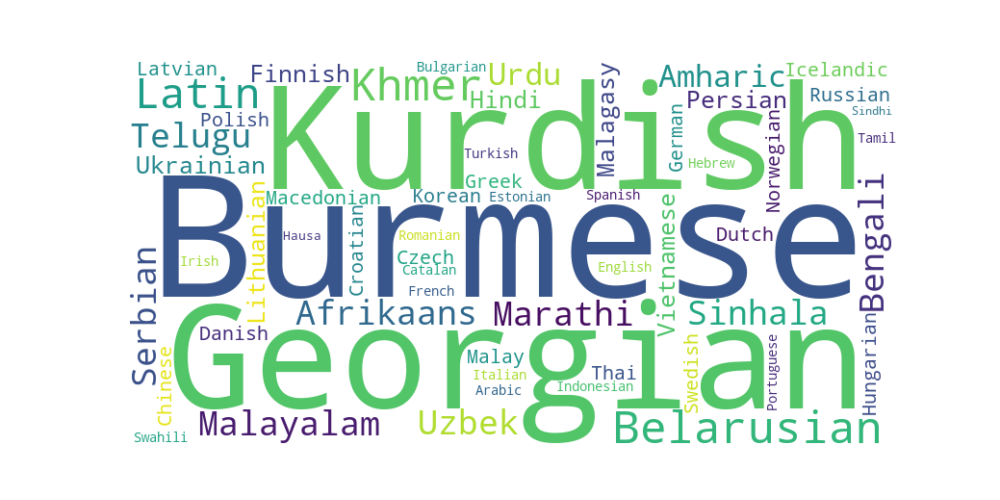 Latvian
Finnish
Bulgarian
Urdu
Amharic
Icelandic
Latin
Khmer
Hindi
Malagasy
Persian
Russian
Sindhi
Telugu
Polish
Kurdish
German
Norwegian
Tamil
Ukrainian
Turkish
Hebrew
Greek
Macedonian
Korean
Estonian
Spanish
Burmese
Lithuanian
Hausa
Croatian
Romanian
Vietnamese
Dutch
Bengali
Irish
Czech
Catalan
English
French
Serbian
Afrikaans
Marathi
Sinhala
Georgian
Danish
Chinese
Malay
Italian
Arabic
Thai
Indonesian
Swedish
Portuguese
Hungarian
Malayalam
Uzbek
Belarusian
Swahili